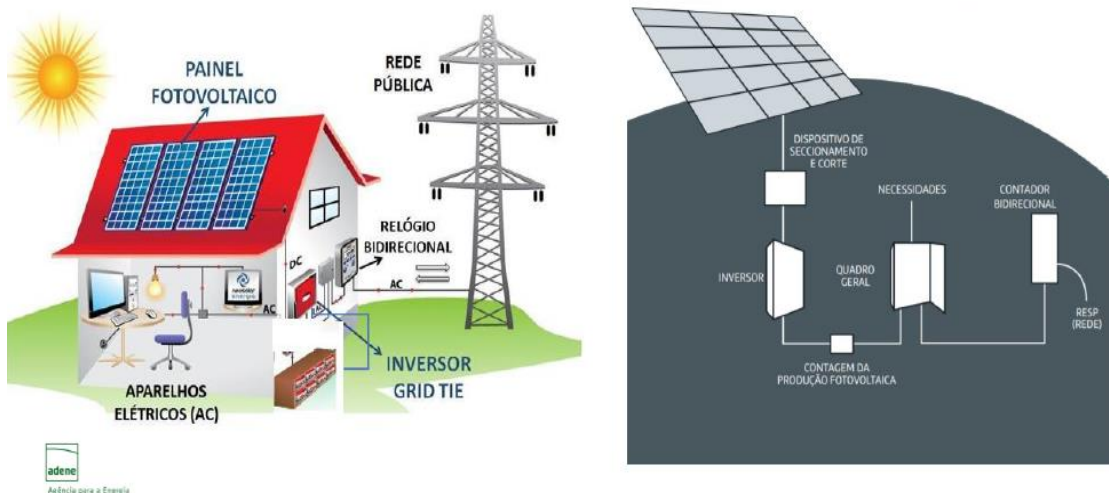 PAINEL
FOTOVOLTAICO
REDE
PÚBLICA
RELÓGIO
BIDIRECIONAL
DC
AC
AC
APARELHOS
ELÉTRICOS (AC)
INVERSOR
GRID TIE
adene
Agência para a Energia
DISPOSITIVO DE
SECCIONAMENTO
E CORTE
NECESSIDADES
CONTADOR
BIDIRECIONAL
INVERSOR
QUADRO
GERAL
RESP
(REDE)
CONTAGEM DA
PRODUÇÃO FOTOVOLTAICA